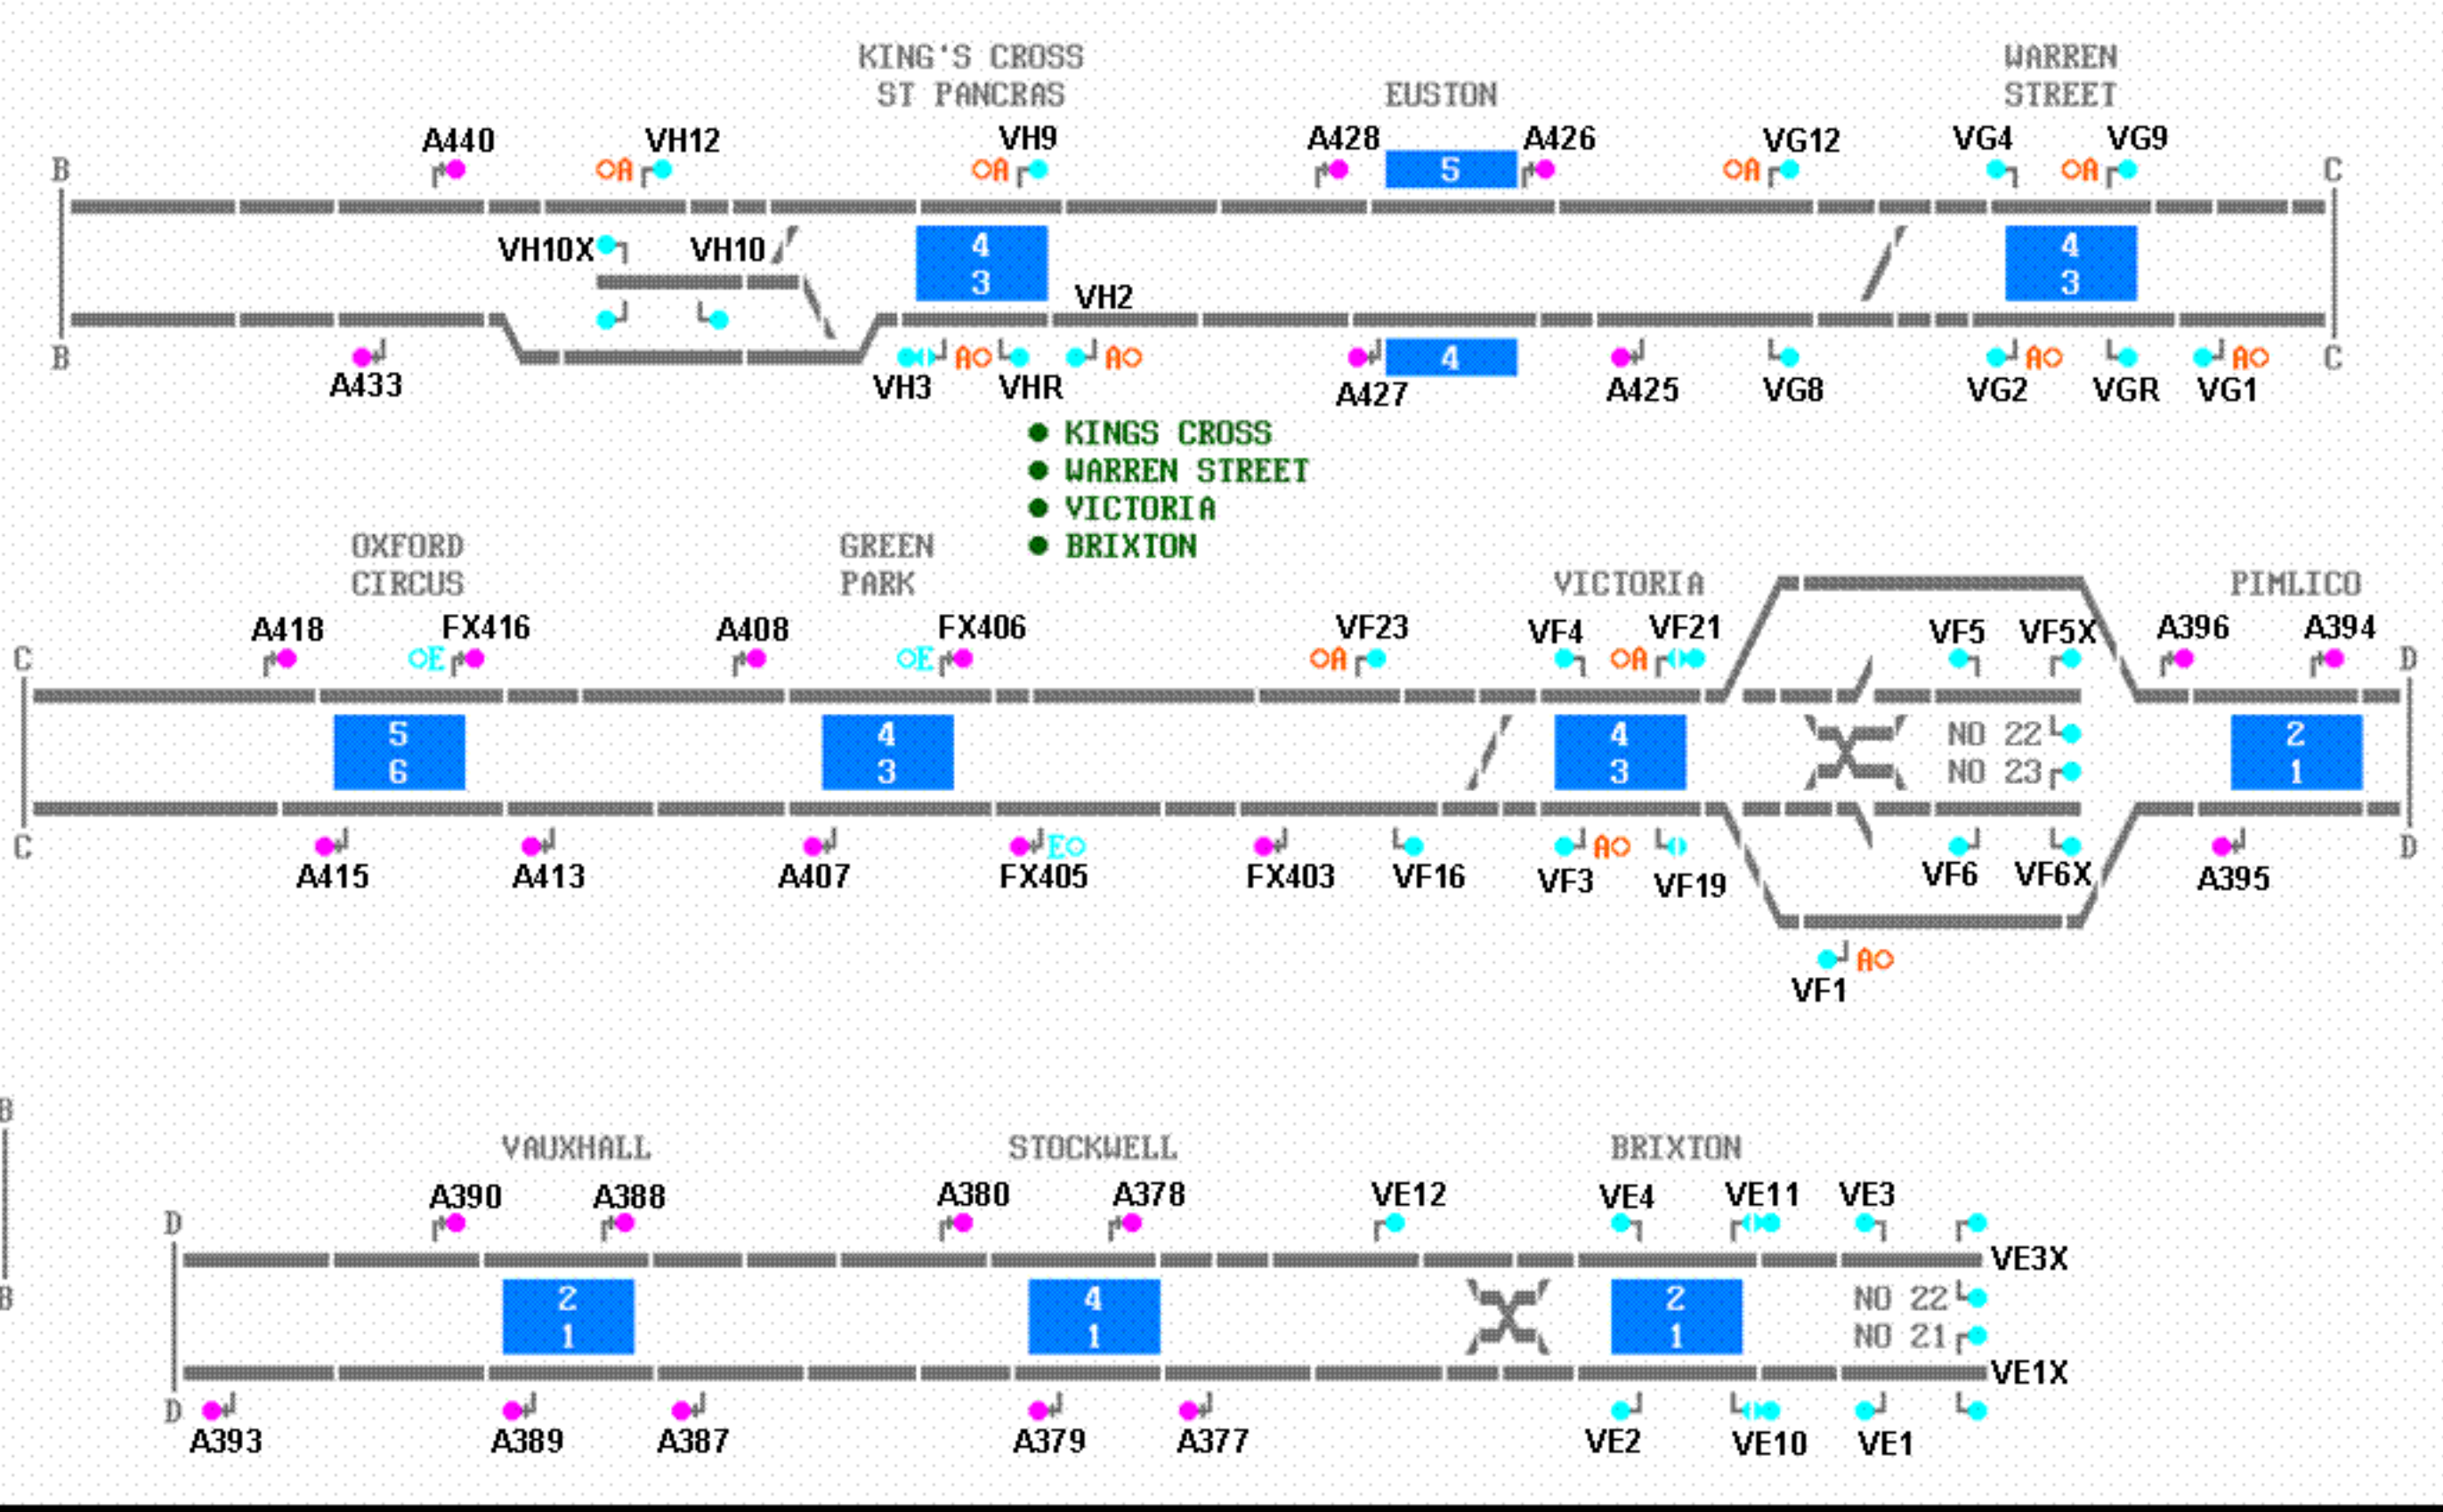 KING'S CROSS WARREN
ST PANCRAS EUSTON STREET
A440 VH12 VH9 A428 A426 VG12 VG4 VG9
B OA OA 5 OA OA C
VH10X VH10 4 4
3 3
VH2
B AO AO 4 AO AO C
A433 VH3 VHR A427 A425 VG8 VG2 VGR VG1
KINGS CROSS
WARREN STREET
VICTORIA
OXFORD GREEN BRIXTON
CIRCUS PARK VICTORIA PIMLICO
A418 FX416 A408 FX406 VF23 VF4 VF21 VF5 VF5X A396 A394
C OE OE OA OA D
5 4 4 NO 22 2
6 3 3 NO 23 1
C EO AO D
A415 A413 A407 FX405 FX403 VF16 VF3 VF19 VF6 VF6X A395
AO
VF1
B
VAUXHALL STOCKWELL BRIXTON
A390 A388 A380 A378 VE12 VE4 VE11 VE3
D
VE3X
B 2 4 2 NO 22
1 1 1 NO 21
VE1X
D
A393 A389 A387 A379 A377 VE2 VE10 VE1